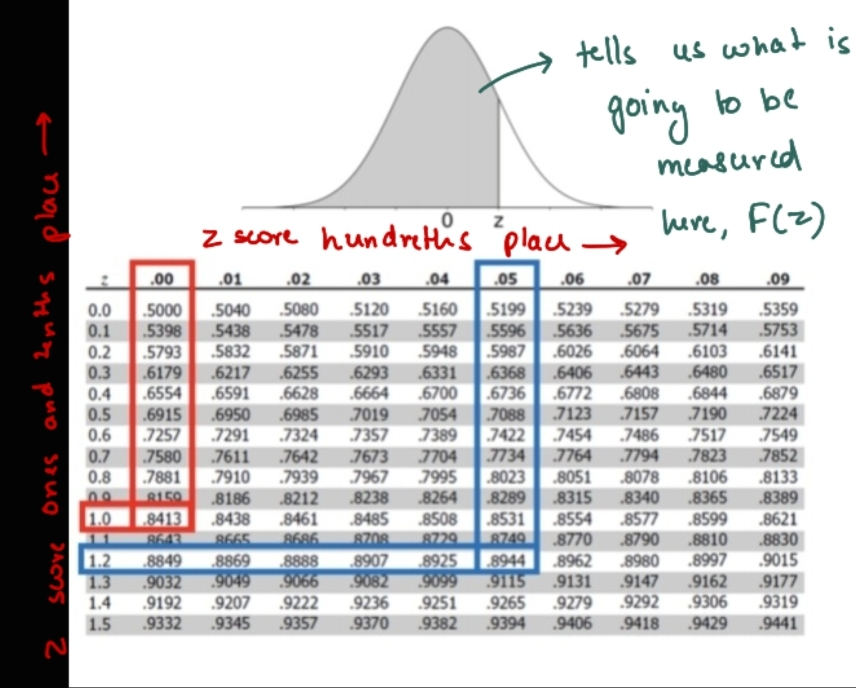 tells us what is
going to be
measured
here, F(z)
0 z
z score hundreths place
z score ones and tenths place
z .00 .01 .02 .03 .04 .05 .06 .07 .08 .09
0.0 .5000 .5040 .5080 .5120 .5160 .5199 .5239 .5279 .5319 .5359
0.1 .5398 .5438 .5478 .5517 .5557 .5596 .5636 .5675 .5714 .5753
0.2 .5793 .5832 .5871 .5910 .5948 .5987 .6026 .6064 .6103 .6141
0.3 .6179 .6217 .6255 .6293 .6331 .6368 .6406 .6443 .6480 .6517
0.4 .6554 .6591 .6628 .6664 .6700 .6736 .6772 .6808 .6844 .6879
0.5 .6915 .6950 .6985 .7019 .7054 .7088 .7123 .7157 .7190 .7224
0.6 .7257 .7291 .7324 .7357 .7389 .7422 .7454 .7486 .7517 .7549
0.7 .7580 .7611 .7642 .7673 .7704 .7734 .7764 .7794 .7823 .7852
0.8 .7881 .7910 .7939 .7967 .7995 .8023 .8051 .8078 .8106 .8133
0.9 .8159 .8186 .8212 .8238 .8264 .8289 .8315 .8340 .8365 .8389
1.0 .8413 .8438 .8461 .8485 .8508 .8531 .8554 .8577 .8599 .8621
1.1 .8643 .8665 .8686 .8708 .8729 .8749 .8770 .8790 .8810 .8830
1.2 .8849 .8869 .8888 .8907 .8925 .8944 .8962 .8980 .8997 .9015
1.3 .9032 .9049 .9066 .9082 .9099 .9115 .9131 .9147 .9162 .9177
1.4 .9192 .9207 .9222 .9236 .9251 .9265 .9279 .9292 .9306 .9319
1.5 .9332 .9345 .9357 .9370 .9382 .9394 .9406 .9418 .9429 .9441